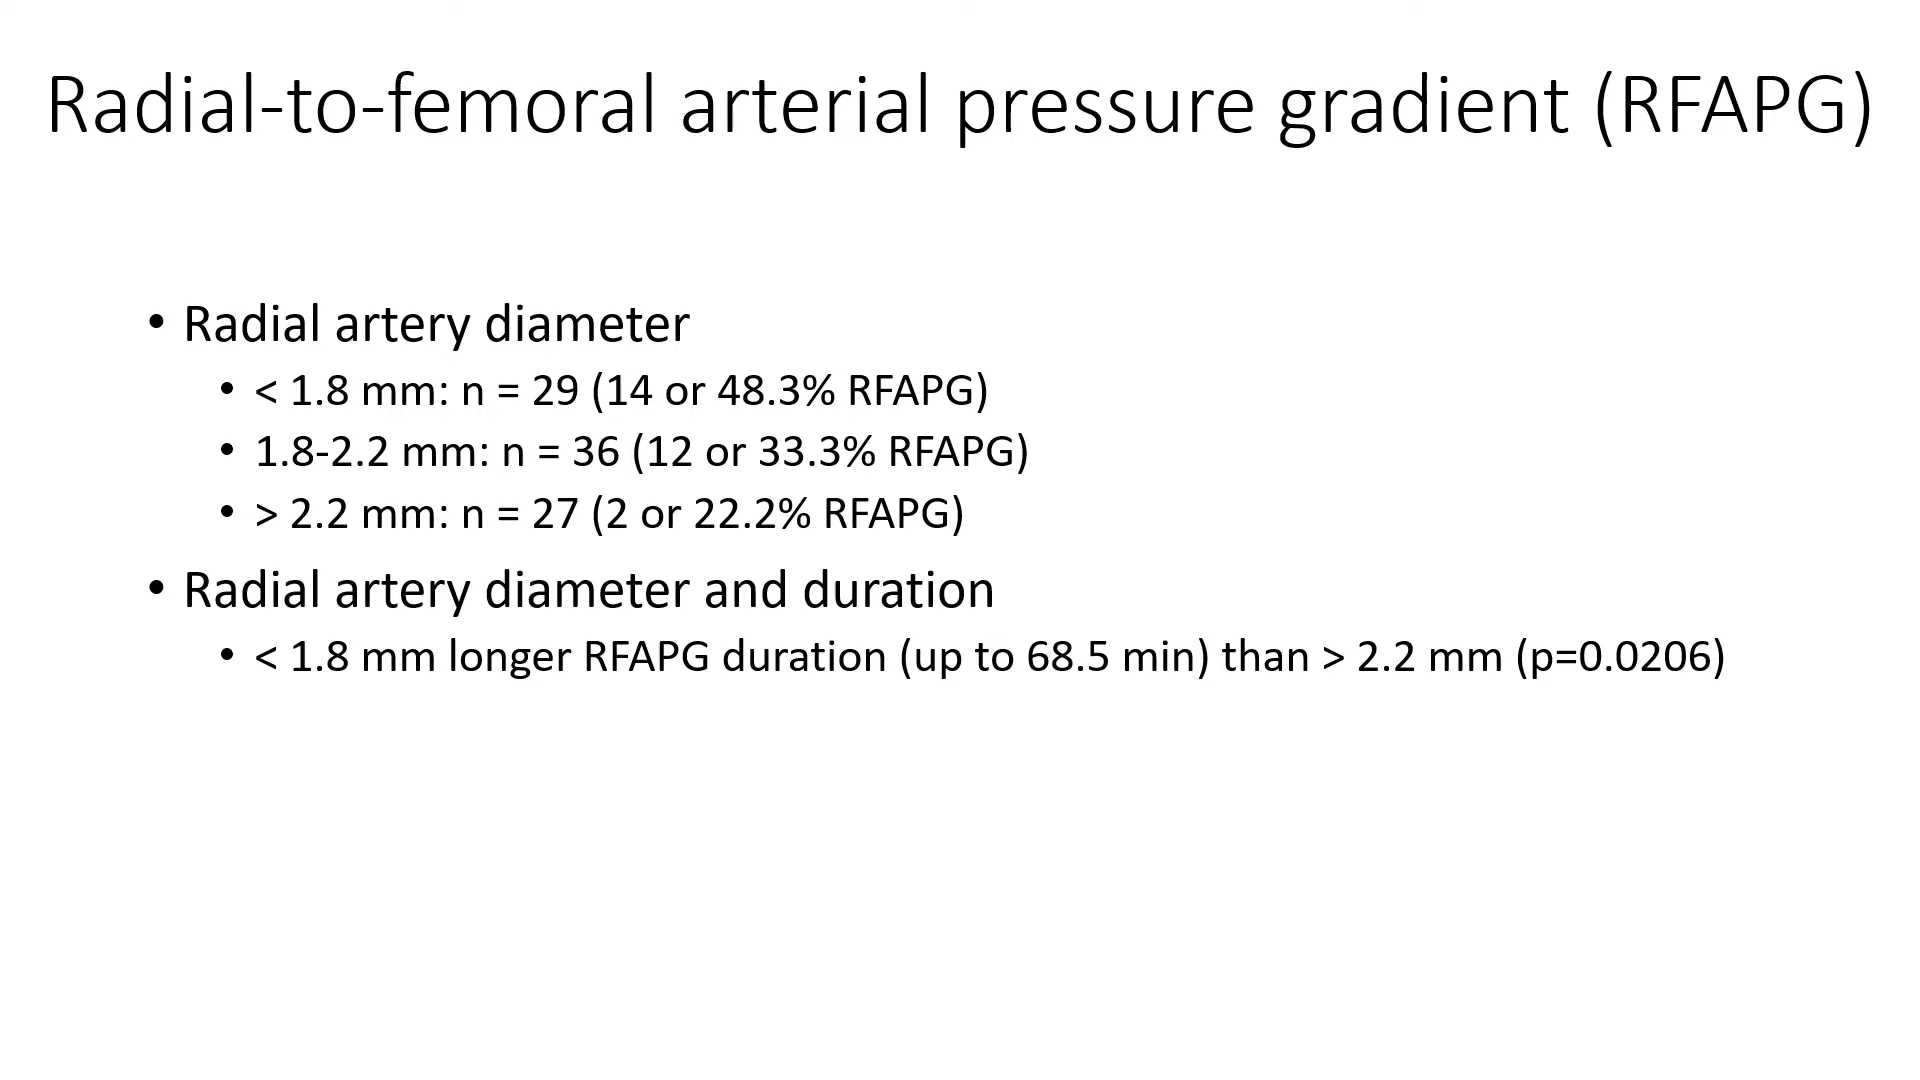 Radial-to-femoral arterial pressure gradient (RFAPG)
• Radial artery diameter
• < 1.8 mm: n = 29 (14 or 48.3% RFAPG)
• 1.8-2.2 mm: n = 36 (12 or 33.3% RFAPG)
• > 2.2 mm: n = 27 (2 or 22.2% RFAPG)
• Radial artery diameter and duration
• < 1.8 mm longer RFAPG duration (up to 68.5 min) than > 2.2 mm (p=0.0206)